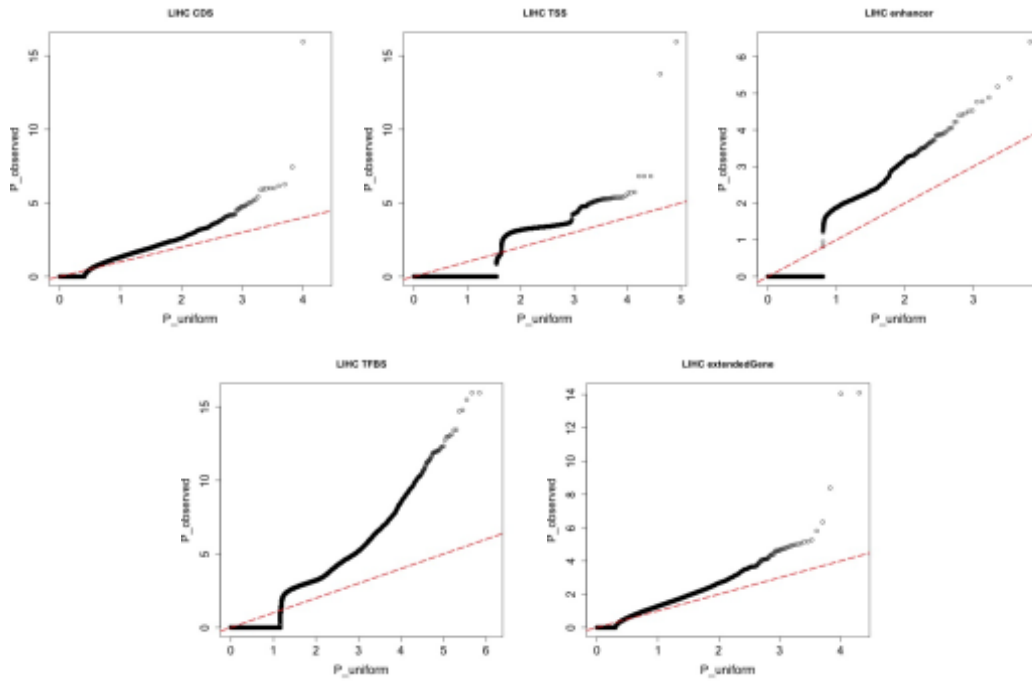 LIHC CDS
P_observed
0 5 10 15
0 1 2 3 4
P_uniform
LIHC TSS
P_observed
0 5 10 15
0 1 2 3 4 5
P_uniform
LIHC enhancer
P_observed
0 1 2 3 4 5 6
0 1 2 3
P_uniform
LIHC TFBS
P_observed
0 5 10 15
0 1 2 3 4 5 6
P_uniform
LIHC extendedGene
P_observed
0 2 4 6 8 10 12 14
0 1 2 3 4
P_uniform